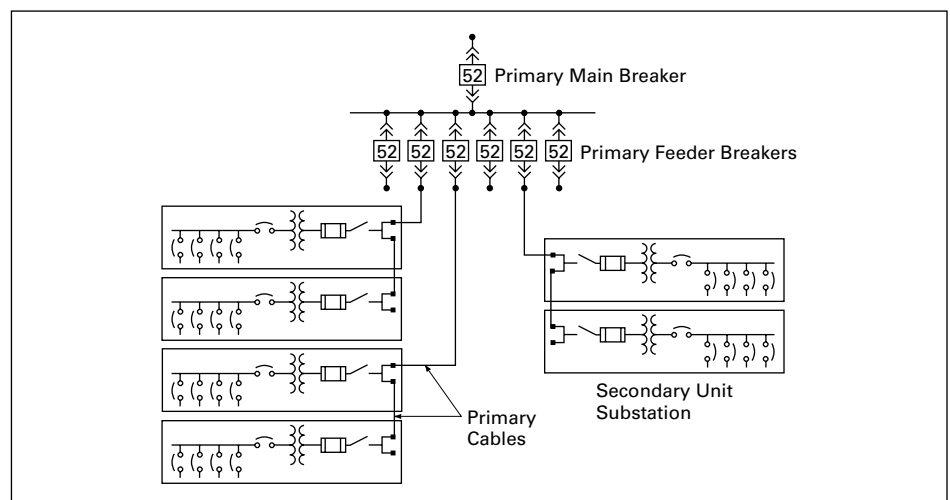 52 Primary Main Breaker
52 52 52 52 52 52 Primary Feeder Breakers
Secondary Unit
Substation
Primary
Cables